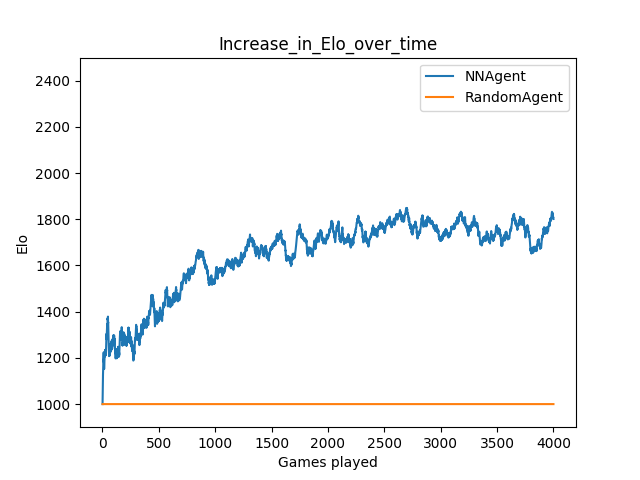 Increase_in_Elo_over_time
NNAgent
RandomAgent
2400
2200
2000
1800
1600
1400
1200
1000
Elo
0 500 1000 1500 2000 2500 3000 3500 4000
Games played